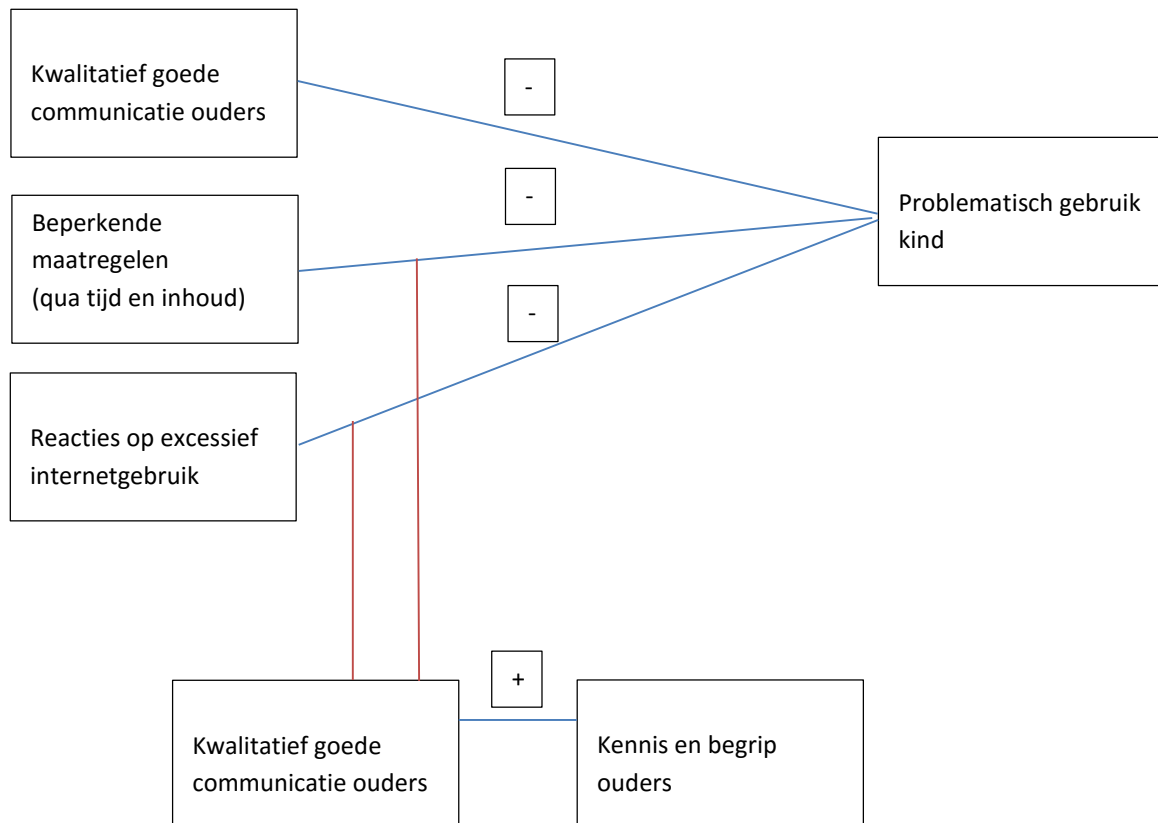 Kwalitatief goede
communicatie ouders
-
Beperkende
maatregelen
(qua tijd en inhoud)
-
Problematisch gebruik
kind
-
Reacties op excessief
internetgebruik
+
Kwalitatief goede
communicatie ouders
Kennis en begrip
ouders